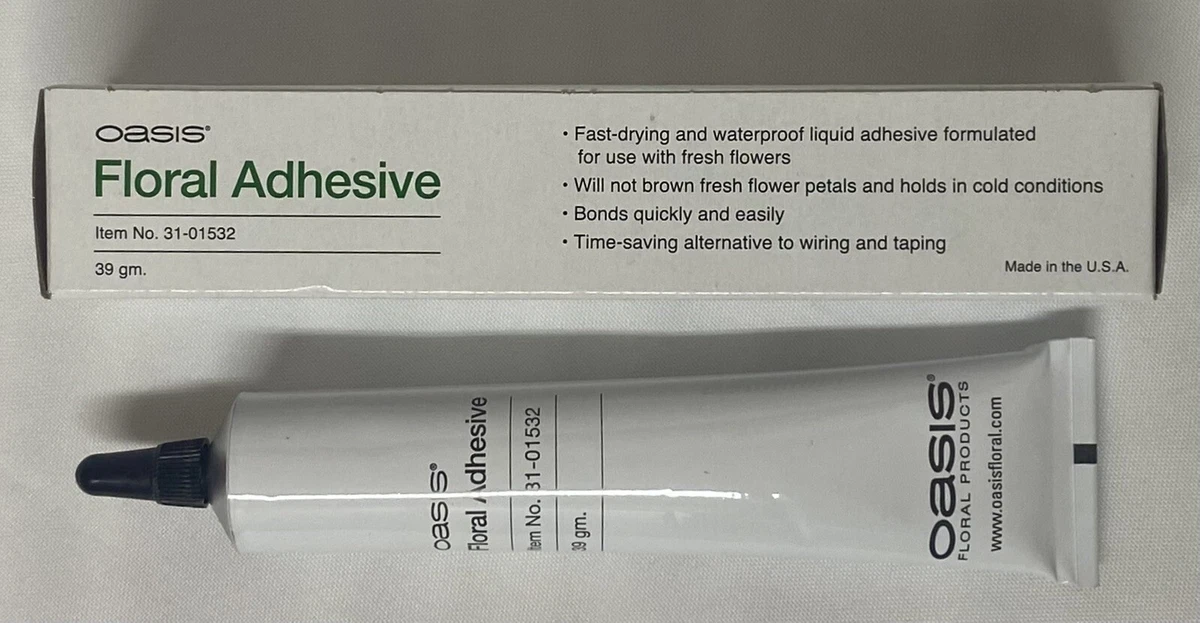 oasis®
Floral Adhesive
Item No. 31-01532
39 gm.
• Fast-drying and waterproof liquid adhesive formulated
for use with fresh flowers
• Will not brown fresh flower petals and holds in cold conditions
• Bonds quickly and easily
• Time-saving alternative to wiring and taping
Made in the U.S.A.
oasis®
Floral Adhesive
Item No. 31-01532
39 gm.
oasis®
FLORAL PRODUCTS
www.oasisfloral.com